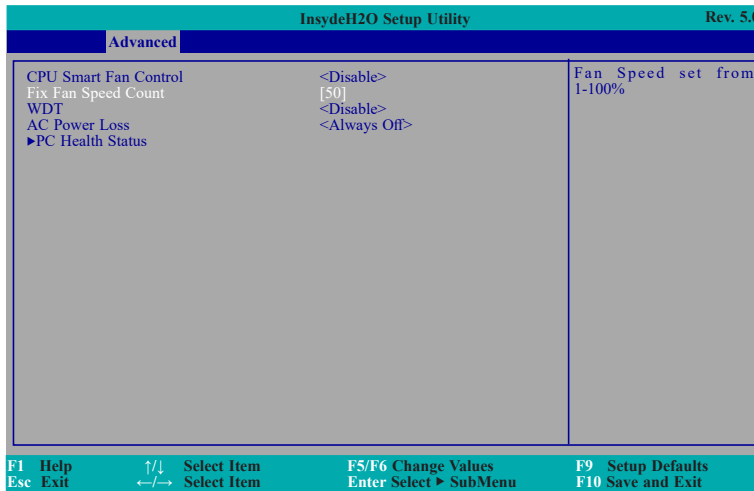 InsydeH2O Setup Utility Rev. 5.0
Advanced
CPU Smart Fan Control <Disable>
Fix Fan Speed Count [50]
WDT <Disable>
AC Power Loss <Always Off>
▶PC Health Status
Fan Speed set from
1-100%
F1 Help ↑/↓ Select Item F5/F6 Change Values F9 Setup Defaults
Esc Exit ←/→ Select Item Enter Select ▶ SubMenu F10 Save and Exit